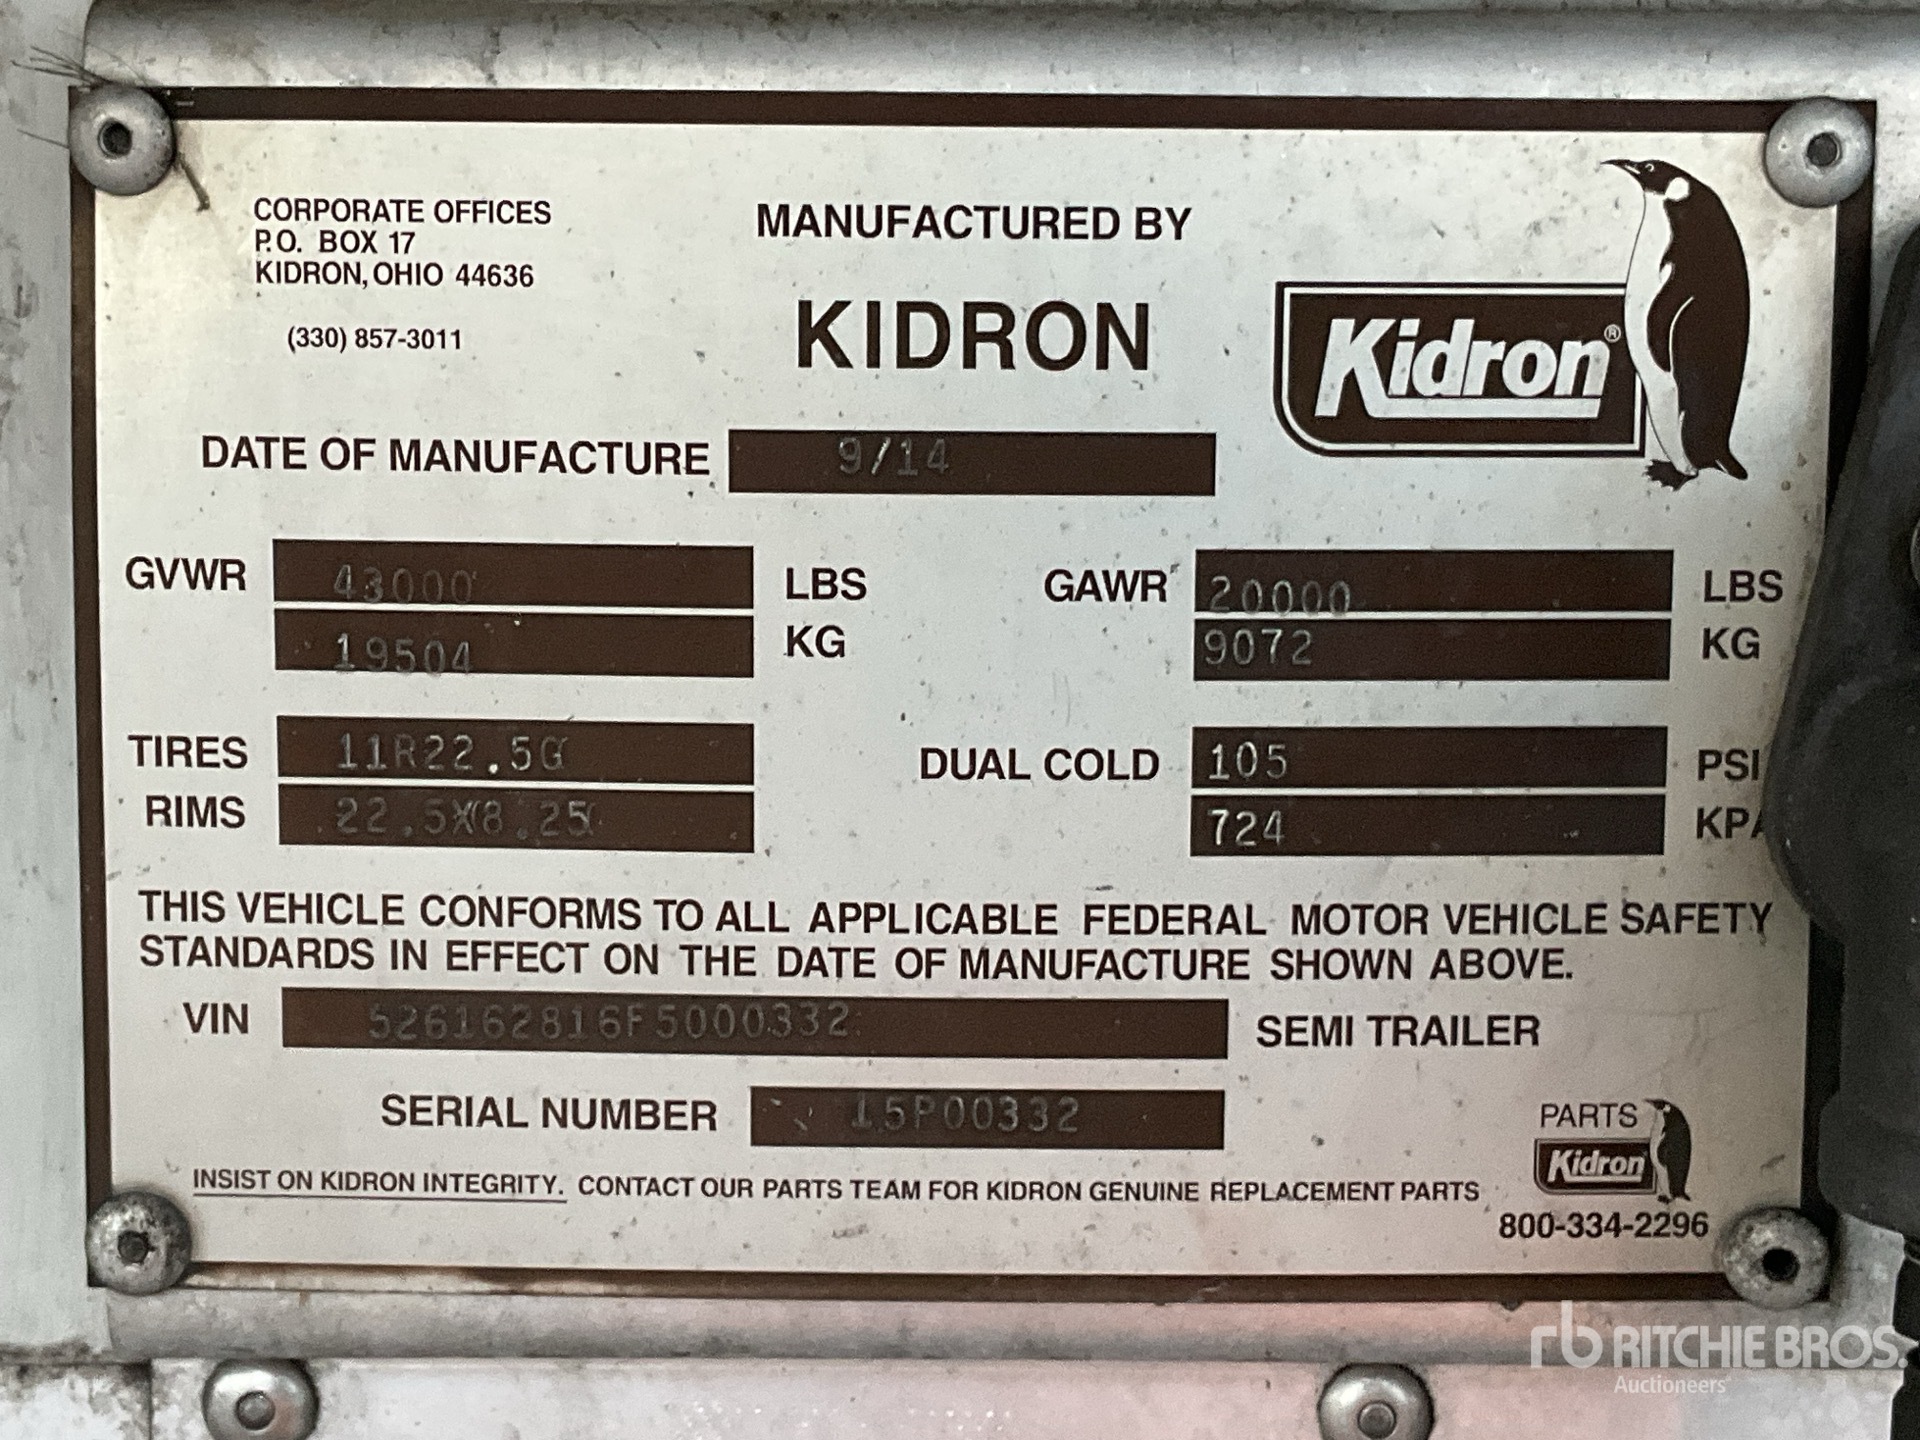 CORPORATE OFFICES
P.O. BOX 17
KIDRON, OHIO 44636
(330) 857-3011
MANUFACTURED BY
KIDRON
Kidron®
DATE OF MANUFACTURE 9/14
GVWR 43000 LBS GAWR 20000 LBS
19504 KG 9072 KG
TIRES 11R22.5G DUAL COLD 105 PSI
RIMS 22.5X8.25 724 KPA
THIS VEHICLE CONFORMS TO ALL APPLICABLE FEDERAL MOTOR VEHICLE SAFETY
STANDARDS IN EFFECT ON THE DATE OF MANUFACTURE SHOWN ABOVE.
VIN 526162816F5000332 SEMI TRAILER
SERIAL NUMBER 15P00332
PARTS
Kidron
INSIST ON KIDRON INTEGRITY. CONTACT OUR PARTS TEAM FOR KIDRON GENUINE REPLACEMENT PARTS
800-334-2296
rb RITCHIE BROS.
Auctioneers